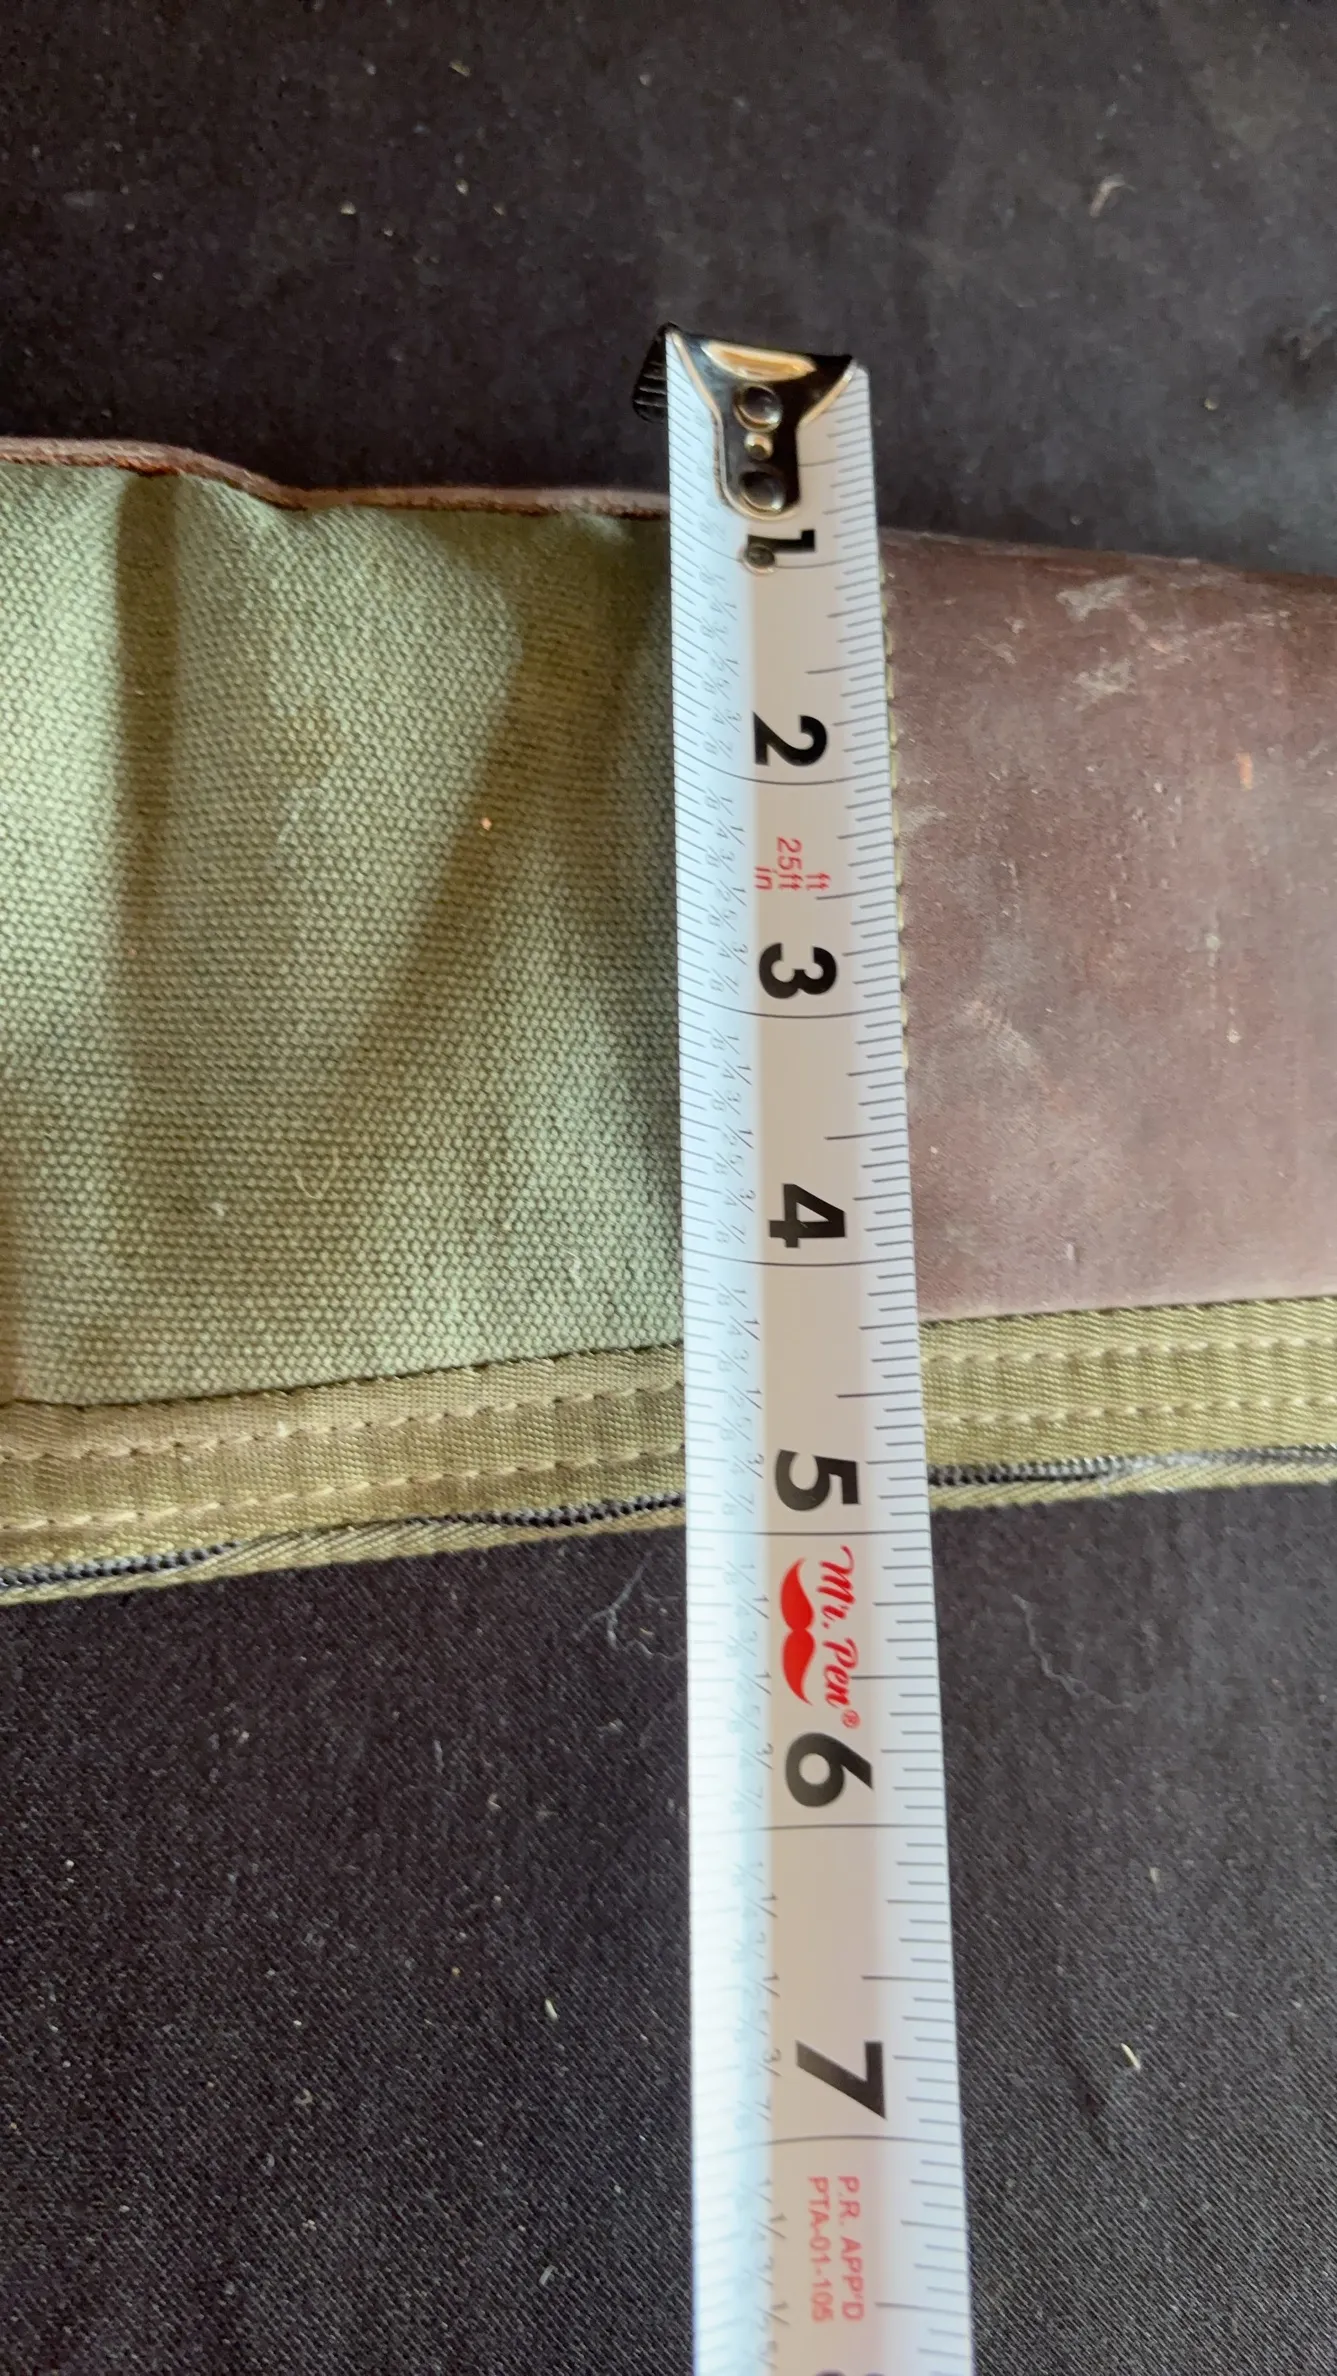 1
2
ft
25ft
in
3
4
5
Mr. Pen®
6
7
P.R. APP'D
PTA-01-105